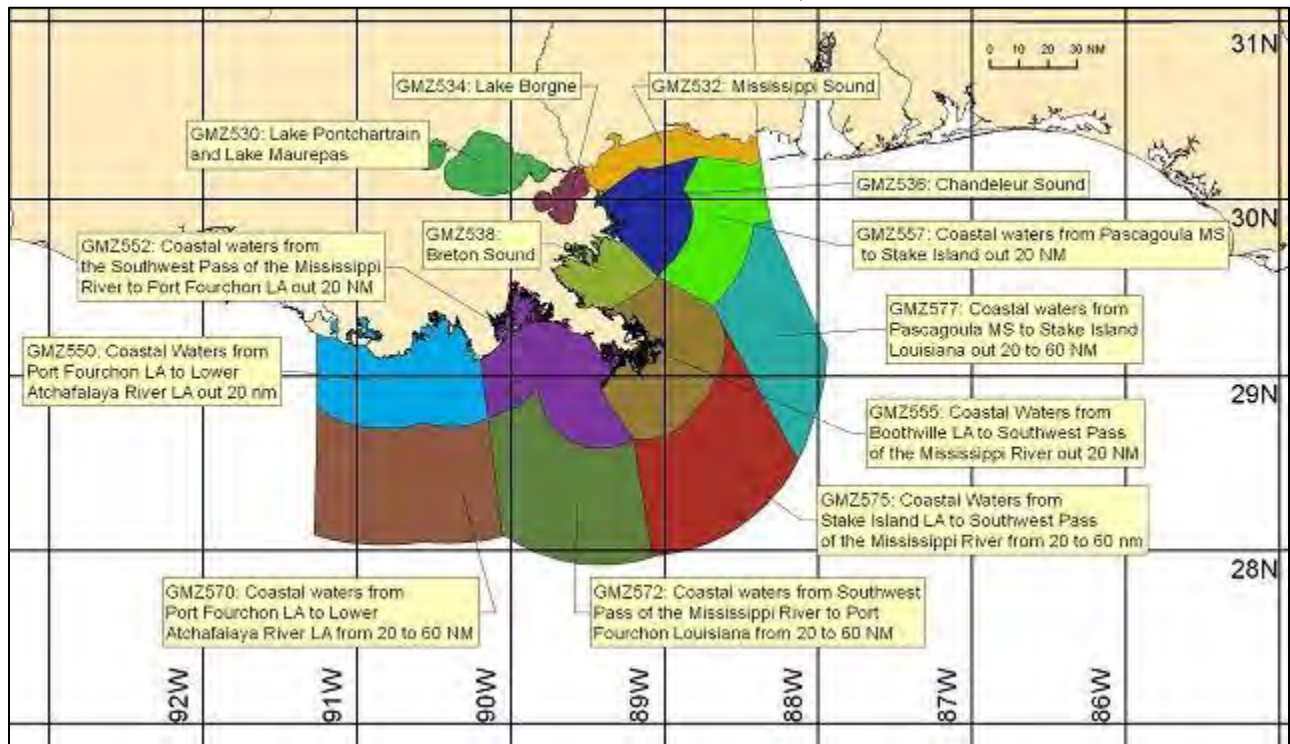 31N
0 10 20 30 NM
GMZ534: Lake Borgne
GMZ532: Mississippi Sound
GMZ530: Lake Pontchartrain
and Lake Maurepas
GMZ536: Chandeleur Sound
30N
GMZ538:
Breton Sound
GMZ552: Coastal waters from
the Southwest Pass of the Mississippi
River to Port Fourchon LA out 20 NM
GMZ557: Coastal waters from Pascagoula MS
to Stake Island out 20 NM
GMZ577: Coastal waters from
Pascagoula MS to Stake Island
Louisiana out 20 to 60 NM
GMZ550: Coastal Waters from
Port Fourchon LA to Lower
Atchafalaya River LA out 20 nm
29N
GMZ555: Coastal Waters from
Boothville LA to Southwest Pass
of the Mississippi River out 20 NM
GMZ575: Coastal Waters from
Stake Island LA to Southwest Pass
of the Mississippi River from 20 to 60 nm
28N
GMZ570: Coastal waters from
Port Fourchon LA to Lower
Atchafalaya River LA from 20 to 60 NM
GMZ572: Coastal waters from Southwest
Pass of the Mississippi River to Port
Fourchon Louisiana from 20 to 60 NM
92W
91W
90W
89W
88W
87W
86W